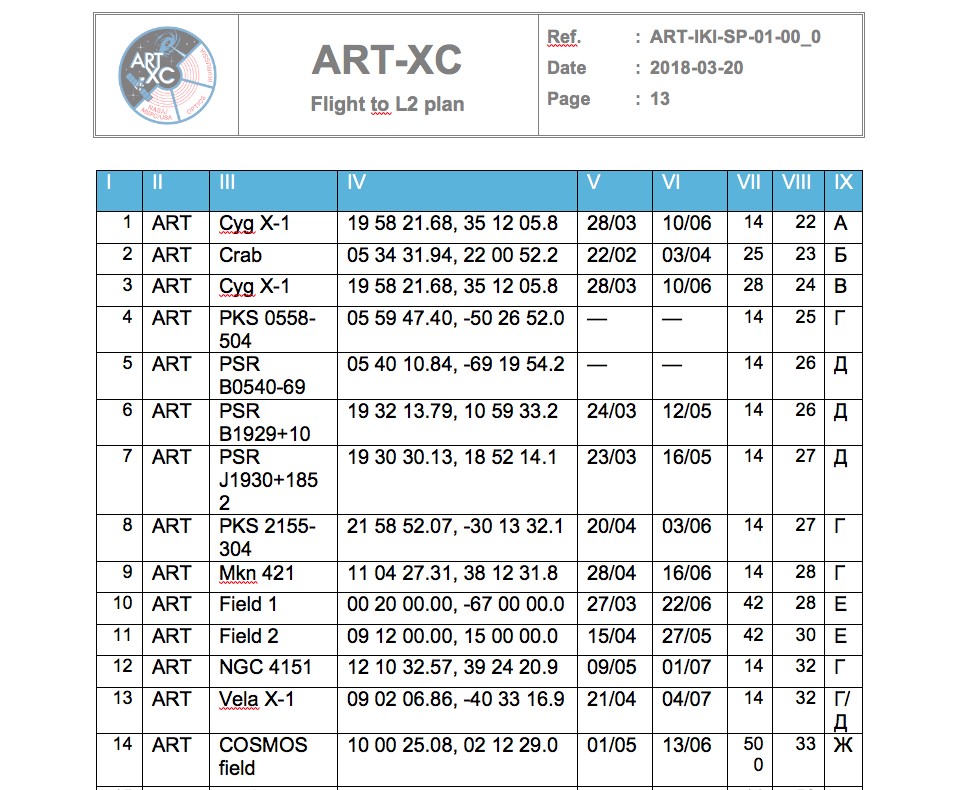 ART
XC
ART-XC
Flight to L2 plan
Ref. : ART-IKI-SP-01-00_0
Date : 2018-03-20
Page : 13
I II III IV V VI VII VIII IX
1 ART Cyg X-1 19 58 21.68, 35 12 05.8 28/03 10/06 14 22 А
2 ART Crab 05 34 31.94, 22 00 52.2 22/02 03/04 25 23 Б
3 ART Cyg X-1 19 58 21.68, 35 12 05.8 28/03 10/06 28 24 В
4 ART PKS 0558- 05 59 47.40, -50 26 52.0 — — 14 25 Г
504
5 ART PSR 05 40 10.84, -69 19 54.2 — — 14 26 Д
B0540-69
6 ART PSR 19 32 13.79, 10 59 33.2 24/03 12/05 14 26 Д
B1929+10
7 ART PSR 19 30 30.13, 18 52 14.1 23/03 16/05 14 27 Д
J1930+185
2
8 ART PKS 2155- 21 58 52.07, -30 13 32.1 20/04 03/06 14 27 Г
304
9 ART Mkn 421 11 04 27.31, 38 12 31.8 28/04 16/06 14 28 Г
10 ART Field 1 00 20 00.00, -67 00 00.0 27/03 22/06 42 28 Е
11 ART Field 2 09 12 00.00, 15 00 00.0 15/04 27/05 42 30 Е
12 ART NGC 4151 12 10 32.57, 39 24 20.9 09/05 01/07 14 32 Г
13 ART Vela X-1 09 02 06.86, -40 33 16.9 21/04 04/07 14 32 Г/
Д
14 ART COSMOS 10 00 25.08, 02 12 29.0 01/05 13/06 50 33 Ж
field 0